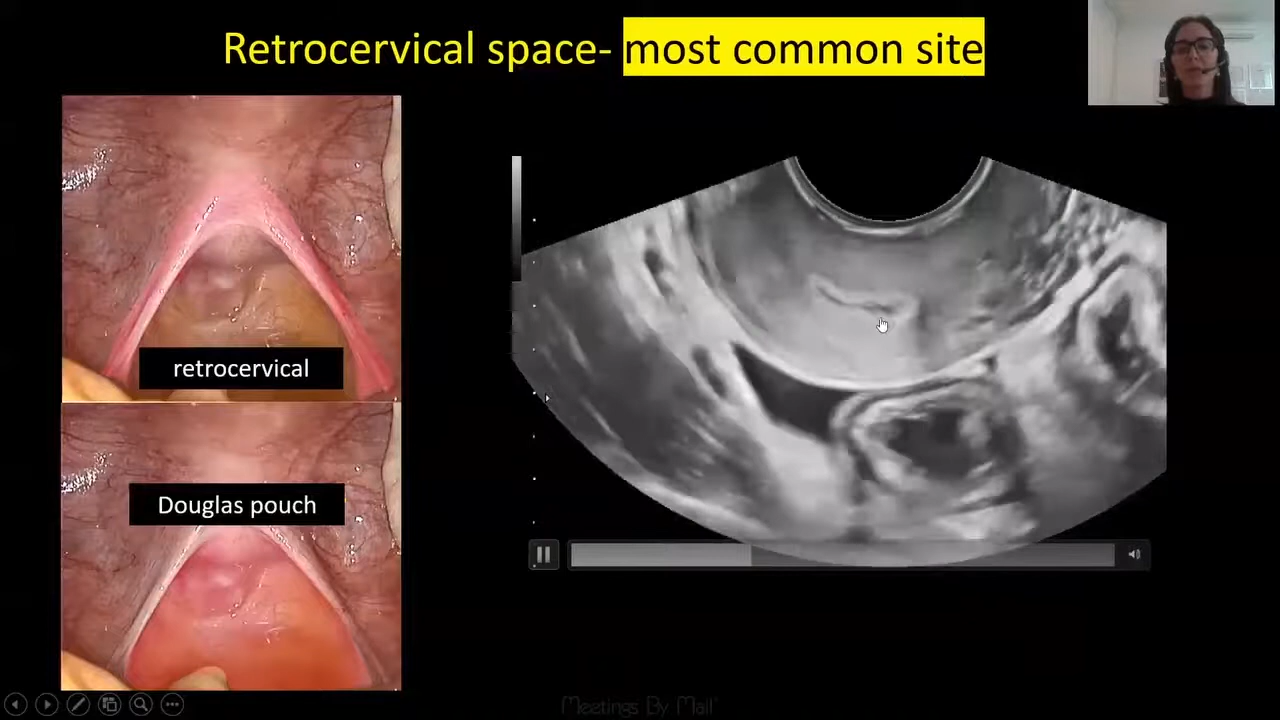 Retrocervical space- most common site
retrocervical
Douglas pouch
Meetings By Mail